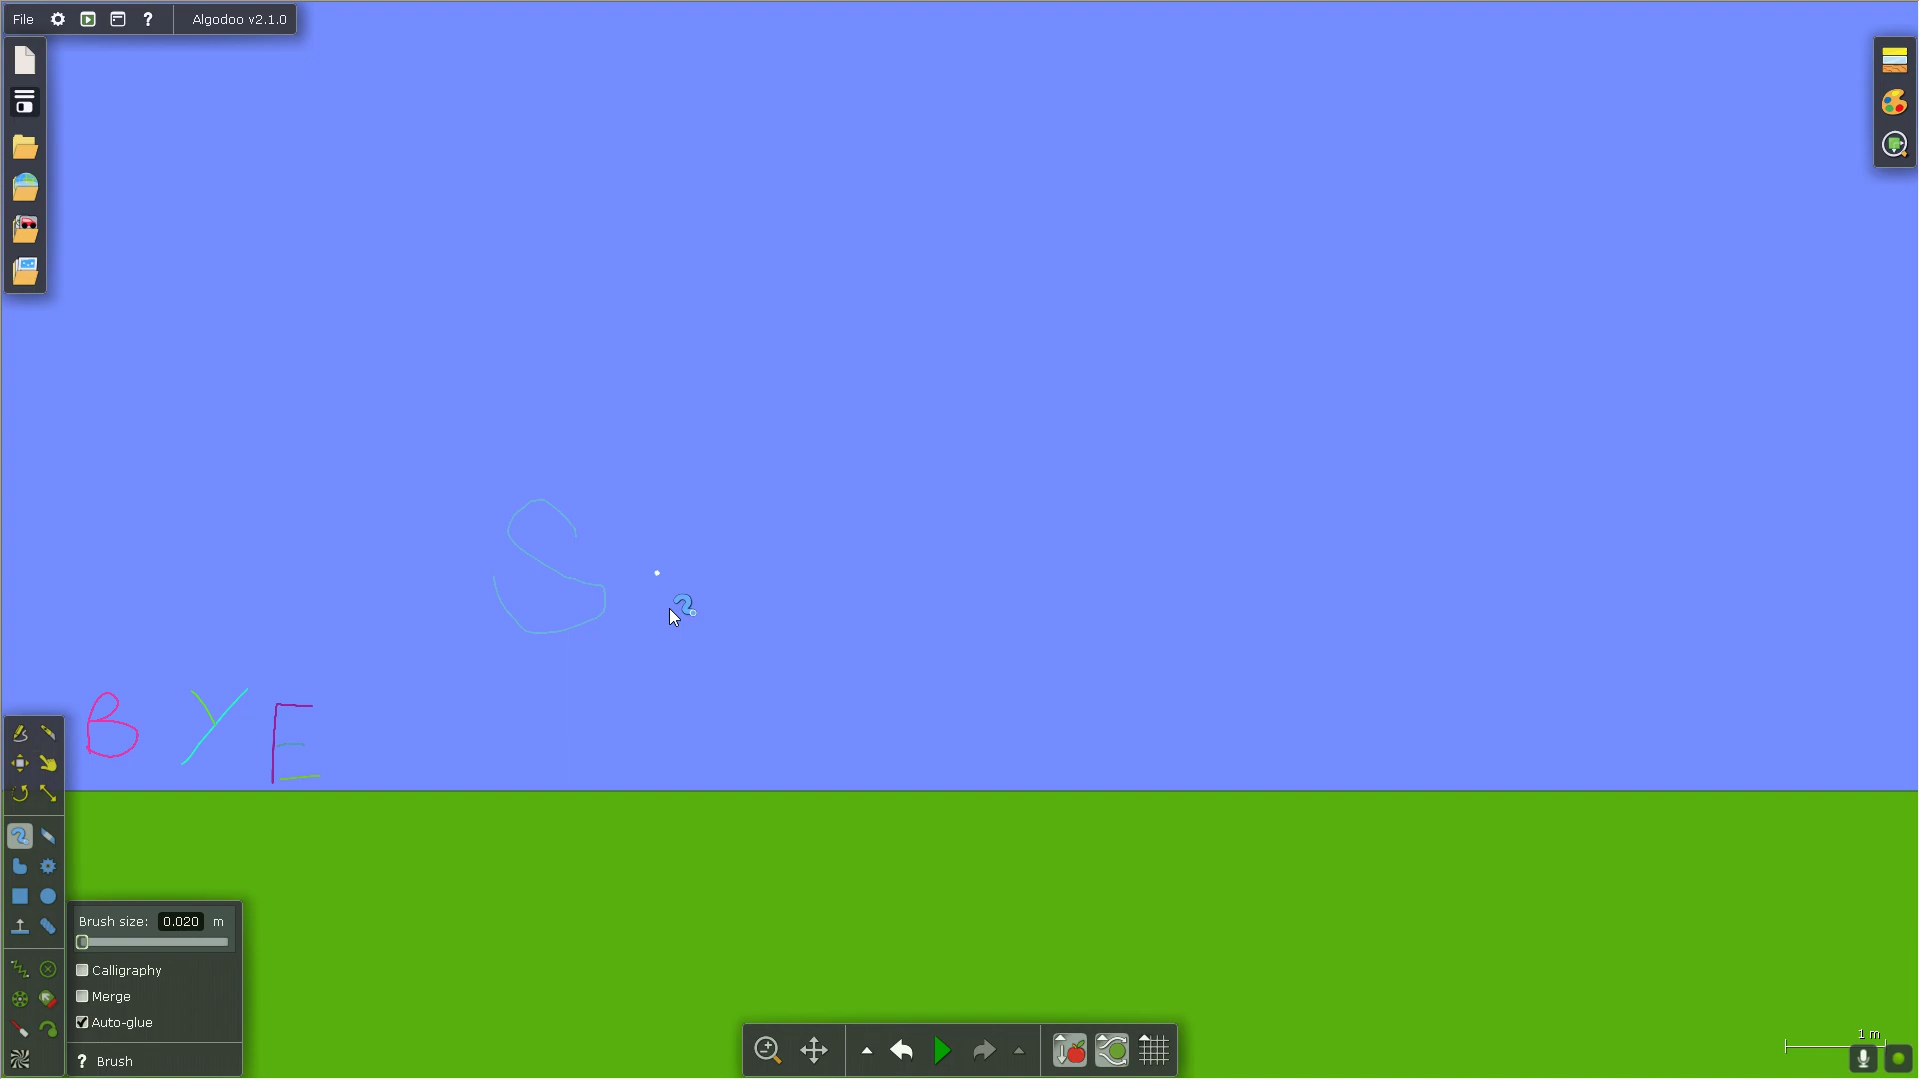 File ? Algodoo v2.1.0
S
B Y E
Brush size: 0.020 m
Calligraphy
Merge
Auto-glue
? Brush
1 m